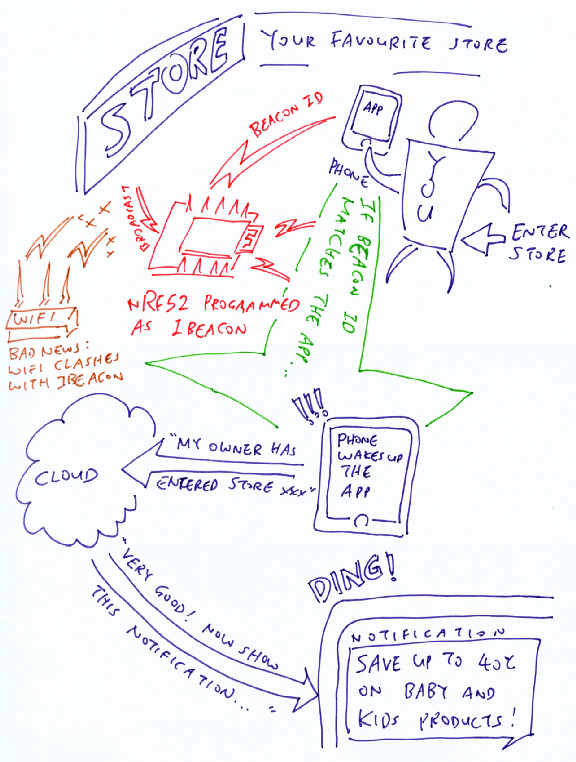 STORE
YOUR FAVOURITE STORE
BEACON ID
APP
PHONE
YOU
ENTER
STORE
BROADCAST
IF BEACON ID
MATCHES THE APP...
NRF52 PROGRAMMED
AS IBEACON
WIFI
BAD NEWS:
WIFI CLASHES
WITH IBEACON
!!!
PHONE
WAKES UP
THE
APP
"MY OWNER HAS
ENTERED STORE XXX"
CLOUD
"VERY GOOD! NOW SHOW
THIS NOTIFICATION... "
DING!
NOTIFICATION
SAVE UP TO 40%
ON BABY AND
KIDS PRODUCTS!